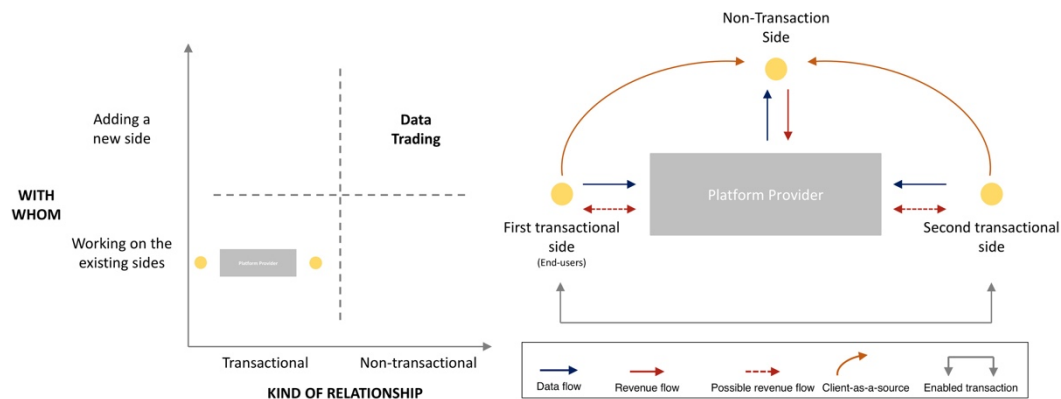 Adding a
new side
Data
Trading
WITH
WHOM
Working on the
existing sides
Platform Provider
Transactional
Non-transactional
KIND OF RELATIONSHIP
Non-Transaction
Side
Platform Provider
First transactional
side
(End-users)
Second transactional
side
Data flow
Revenue flow
Possible revenue flow
Client-as-a-source
Enabled transaction